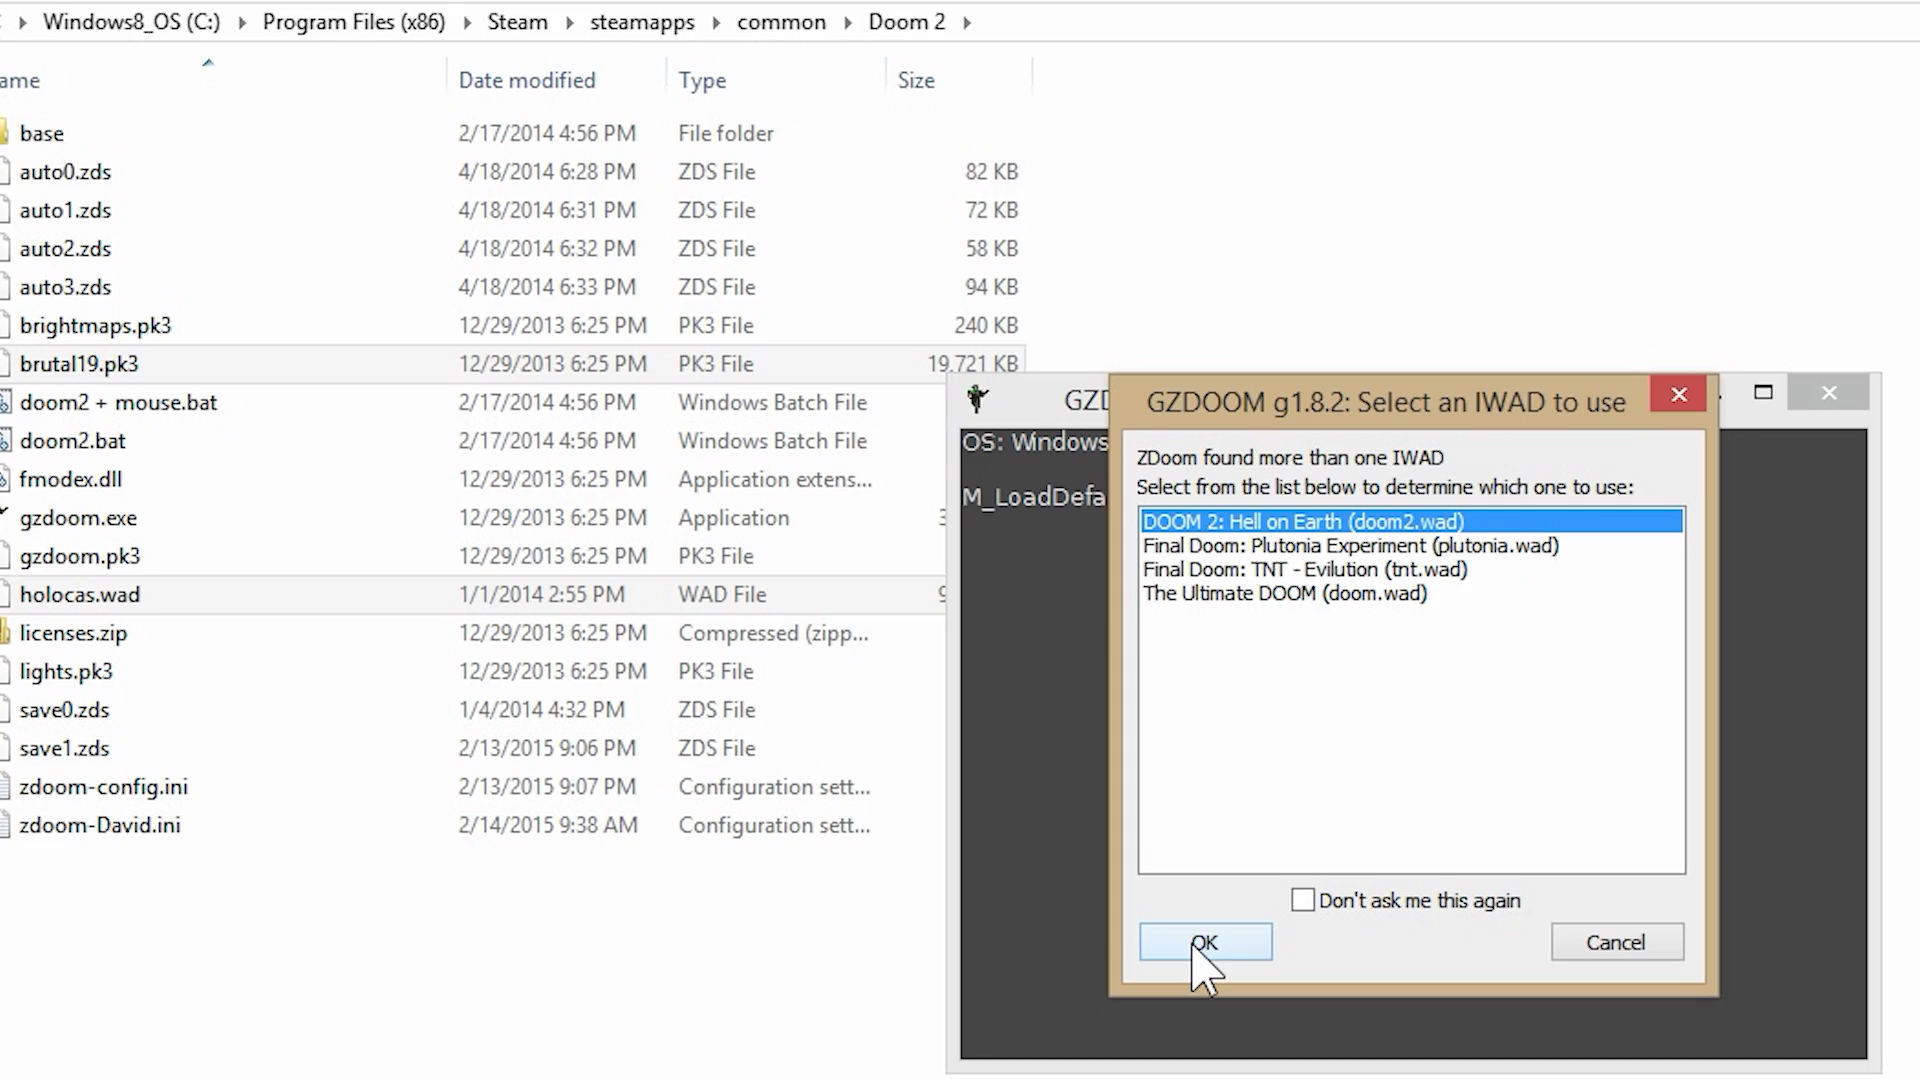 Windows8_OS (C:) Program Files (x86) Steam steamapps common Doom 2
ame Date modified Type Size
base 2/17/2014 4:56 PM File folder
auto0.zds 4/18/2014 6:28 PM ZDS File 82 KB
auto1.zds 4/18/2014 6:31 PM ZDS File 72 KB
auto2.zds 4/18/2014 6:32 PM ZDS File 58 KB
auto3.zds 4/18/2014 6:33 PM ZDS File 94 KB
brightmaps.pk3 12/29/2013 6:25 PM PK3 File 240 KB
brutal19.pk3 12/29/2013 6:25 PM PK3 File 19,721 KB
doom2 + mouse.bat 2/17/2014 4:56 PM Windows Batch File
doom2.bat 2/17/2014 4:56 PM Windows Batch File
fmodex.dll 12/29/2013 6:25 PM Application extens...
gzdoom.exe 12/29/2013 6:25 PM Application 3
gzdoom.pk3 12/29/2013 6:25 PM PK3 File
holocas.wad 1/1/2014 2:55 PM WAD File 9
licenses.zip 12/29/2013 6:25 PM Compressed (zipp...
lights.pk3 12/29/2013 6:25 PM PK3 File
save0.zds 1/4/2014 4:32 PM ZDS File
save1.zds 2/13/2015 9:06 PM ZDS File
zdoom-config.ini 2/13/2015 9:07 PM Configuration sett...
zdoom-David.ini 2/14/2015 9:38 AM Configuration sett...
GZD
OS: Windows
M_LoadDefa
GZDOOM g1.8.2: Select an IWAD to use
ZDoom found more than one IWAD
Select from the list below to determine which one to use:
DOOM 2: Hell on Earth (doom2.wad)
Final Doom: Plutonia Experiment (plutonia.wad)
Final Doom: TNT - Evilution (tnt.wad)
The Ultimate DOOM (doom.wad)
Don't ask me this again
OK Cancel